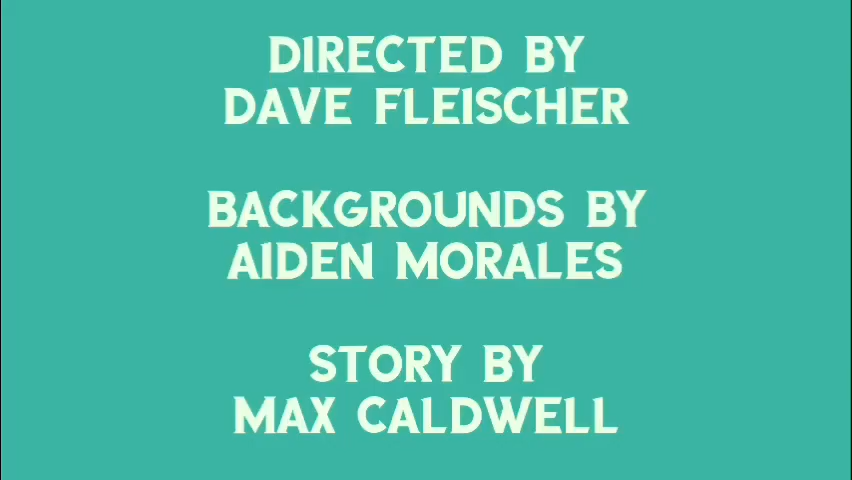 DIRECTED BY
DAVE FLEISCHER
BACKGROUNDS BY
AIDEN MORALES
STORY BY
MAX CALDWELL